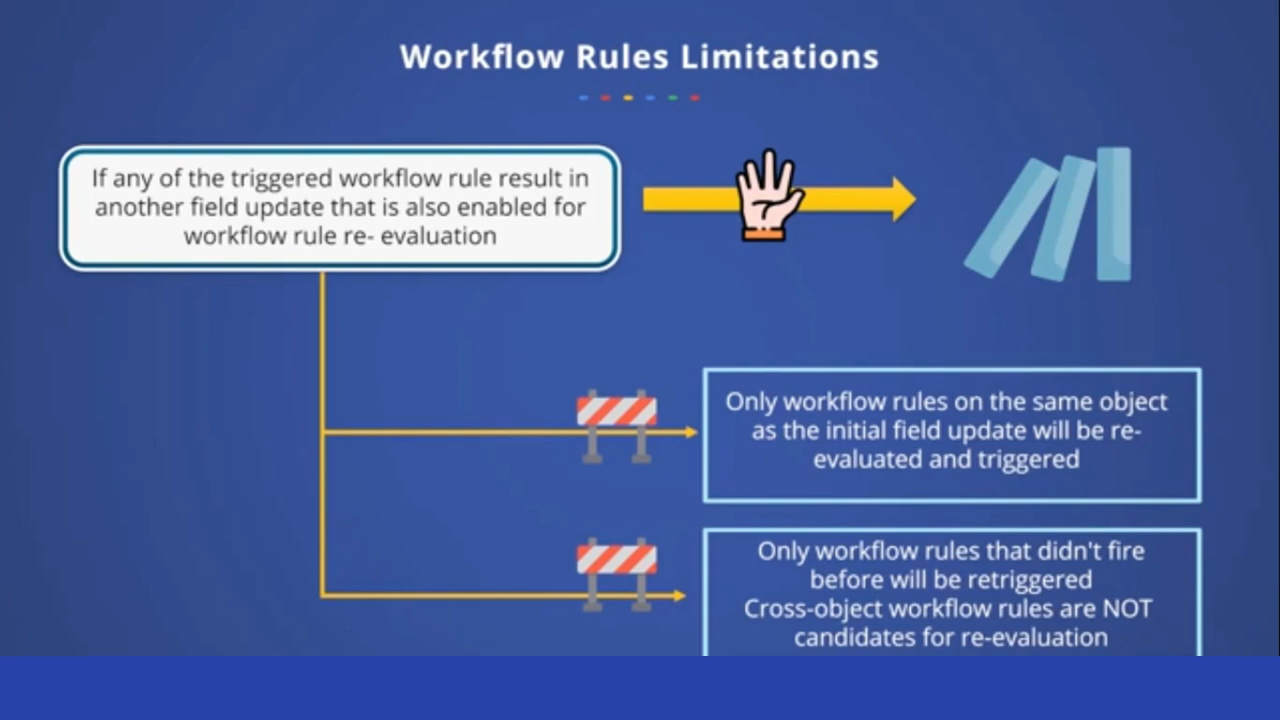 Workflow Rules Limitations
If any of the triggered workflow rule result in
another field update that is also enabled for
workflow rule re- evaluation
Only workflow rules on the same object
as the initial field update will be re-
evaluated and triggered
Only workflow rules that didn't fire
before will be retriggered
Cross-object workflow rules are NOT
candidates for re-evaluation